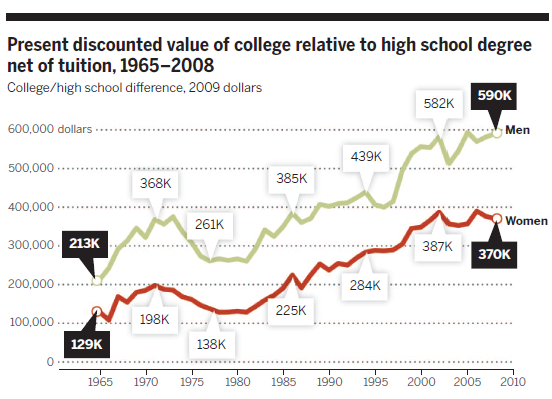 Present discounted value of college relative to high school degree
net of tuition, 1965–2008
College/high school difference, 2009 dollars
590K
582K
600,000 dollars
Men
439K
500,000
385K
368K
400,000
261K
Women
213K
300,000
387K
370K
284K
200,000
225K
198K
100,000
129K
138K
0
1965 1970 1975 1980 1985 1990 1995 2000 2005 2010